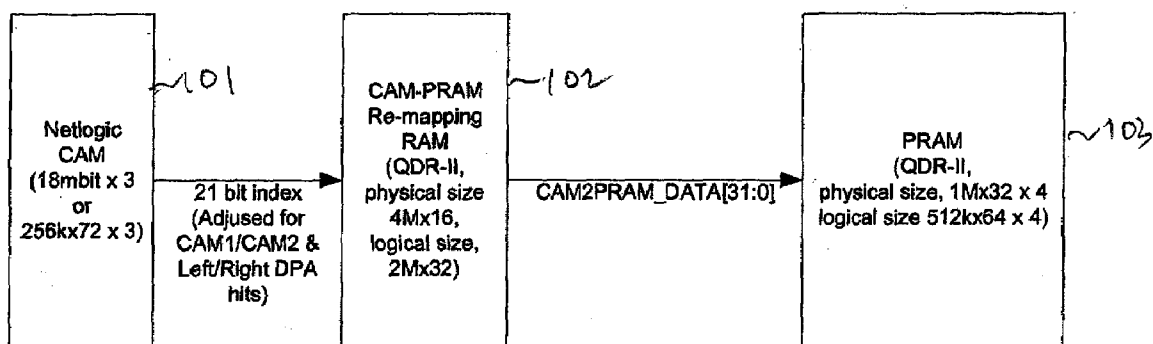 Netlogic
CAM
(18mbit x 3
or
256kx72 x 3)
~101
21 bit index
(Adjused for
CAM1/CAM2 &
Left/Right DPA
hits)
CAM-PRAM
Re-mapping
RAM
(QDR-II,
physical size
4Mx16,
logical size,
2Mx32)
~102
CAM2PRAM_DATA[31:0]
PRAM
(QDR-II,
physical size, 1Mx32 x 4
logical size 512kx64 x 4)
~103